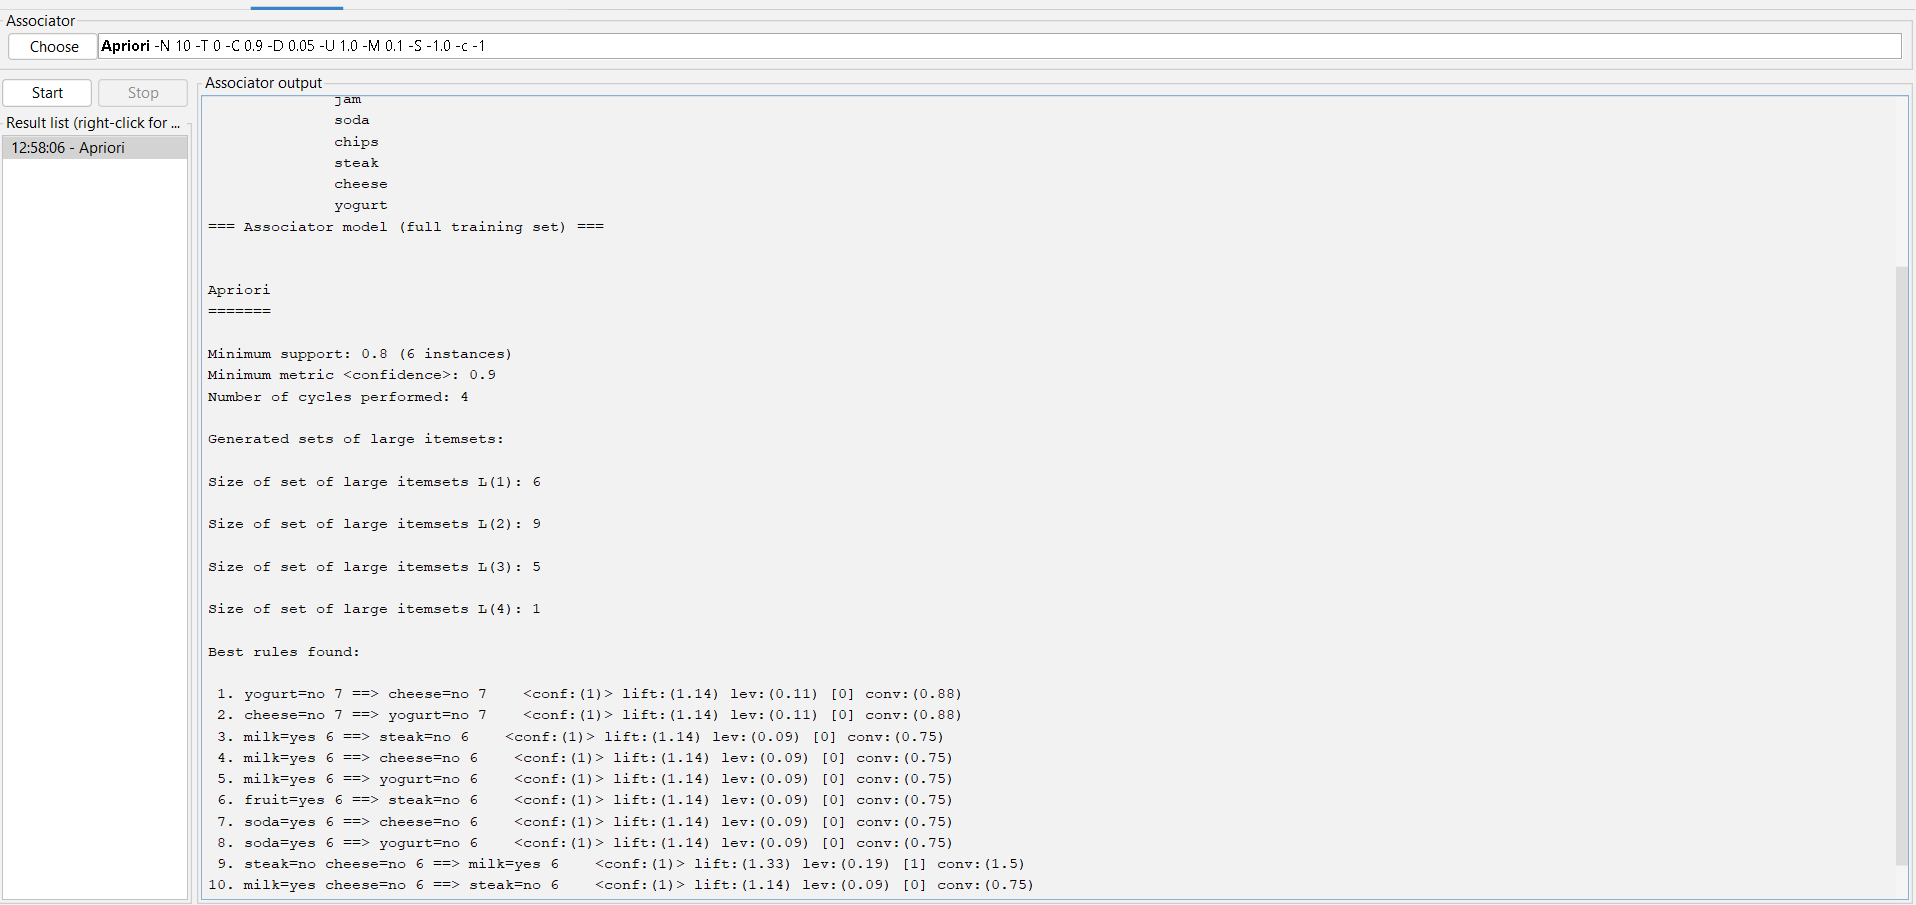 Associator
Choose Apriori -N 10 -T 0 -C 0.9 -D 0.05 -U 1.0 -M 0.1 -S -1.0 -c -1
Start Stop
Result list (right-click for ...
12:58:06 - Apriori
Associator output
jam
soda
chips
steak
cheese
yogurt
=== Associator model (full training set) ===
Apriori
=======
Minimum support: 0.8 (6 instances)
Minimum metric <confidence>: 0.9
Number of cycles performed: 4
Generated sets of large itemsets:
Size of set of large itemsets L(1): 6
Size of set of large itemsets L(2): 9
Size of set of large itemsets L(3): 5
Size of set of large itemsets L(4): 1
Best rules found:
1. yogurt=no 7 ==> cheese=no 7 <conf:(1)> lift:(1.14) lev:(0.11) [0] conv:(0.88)
2. cheese=no 7 ==> yogurt=no 7 <conf:(1)> lift:(1.14) lev:(0.11) [0] conv:(0.88)
3. milk=yes 6 ==> steak=no 6 <conf:(1)> lift:(1.14) lev:(0.09) [0] conv:(0.75)
4. milk=yes 6 ==> cheese=no 6 <conf:(1)> lift:(1.14) lev:(0.09) [0] conv:(0.75)
5. milk=yes 6 ==> yogurt=no 6 <conf:(1)> lift:(1.14) lev:(0.09) [0] conv:(0.75)
6. fruit=yes 6 ==> steak=no 6 <conf:(1)> lift:(1.14) lev:(0.09) [0] conv:(0.75)
7. soda=yes 6 ==> cheese=no 6 <conf:(1)> lift:(1.14) lev:(0.09) [0] conv:(0.75)
8. soda=yes 6 ==> yogurt=no 6 <conf:(1)> lift:(1.14) lev:(0.09) [0] conv:(0.75)
9. steak=no cheese=no 6 ==> milk=yes 6 <conf:(1)> lift:(1.33) lev:(0.19) [1] conv:(1.5)
10. milk=yes cheese=no 6 ==> steak=no 6 <conf:(1)> lift:(1.14) lev:(0.09) [0] conv:(0.75)